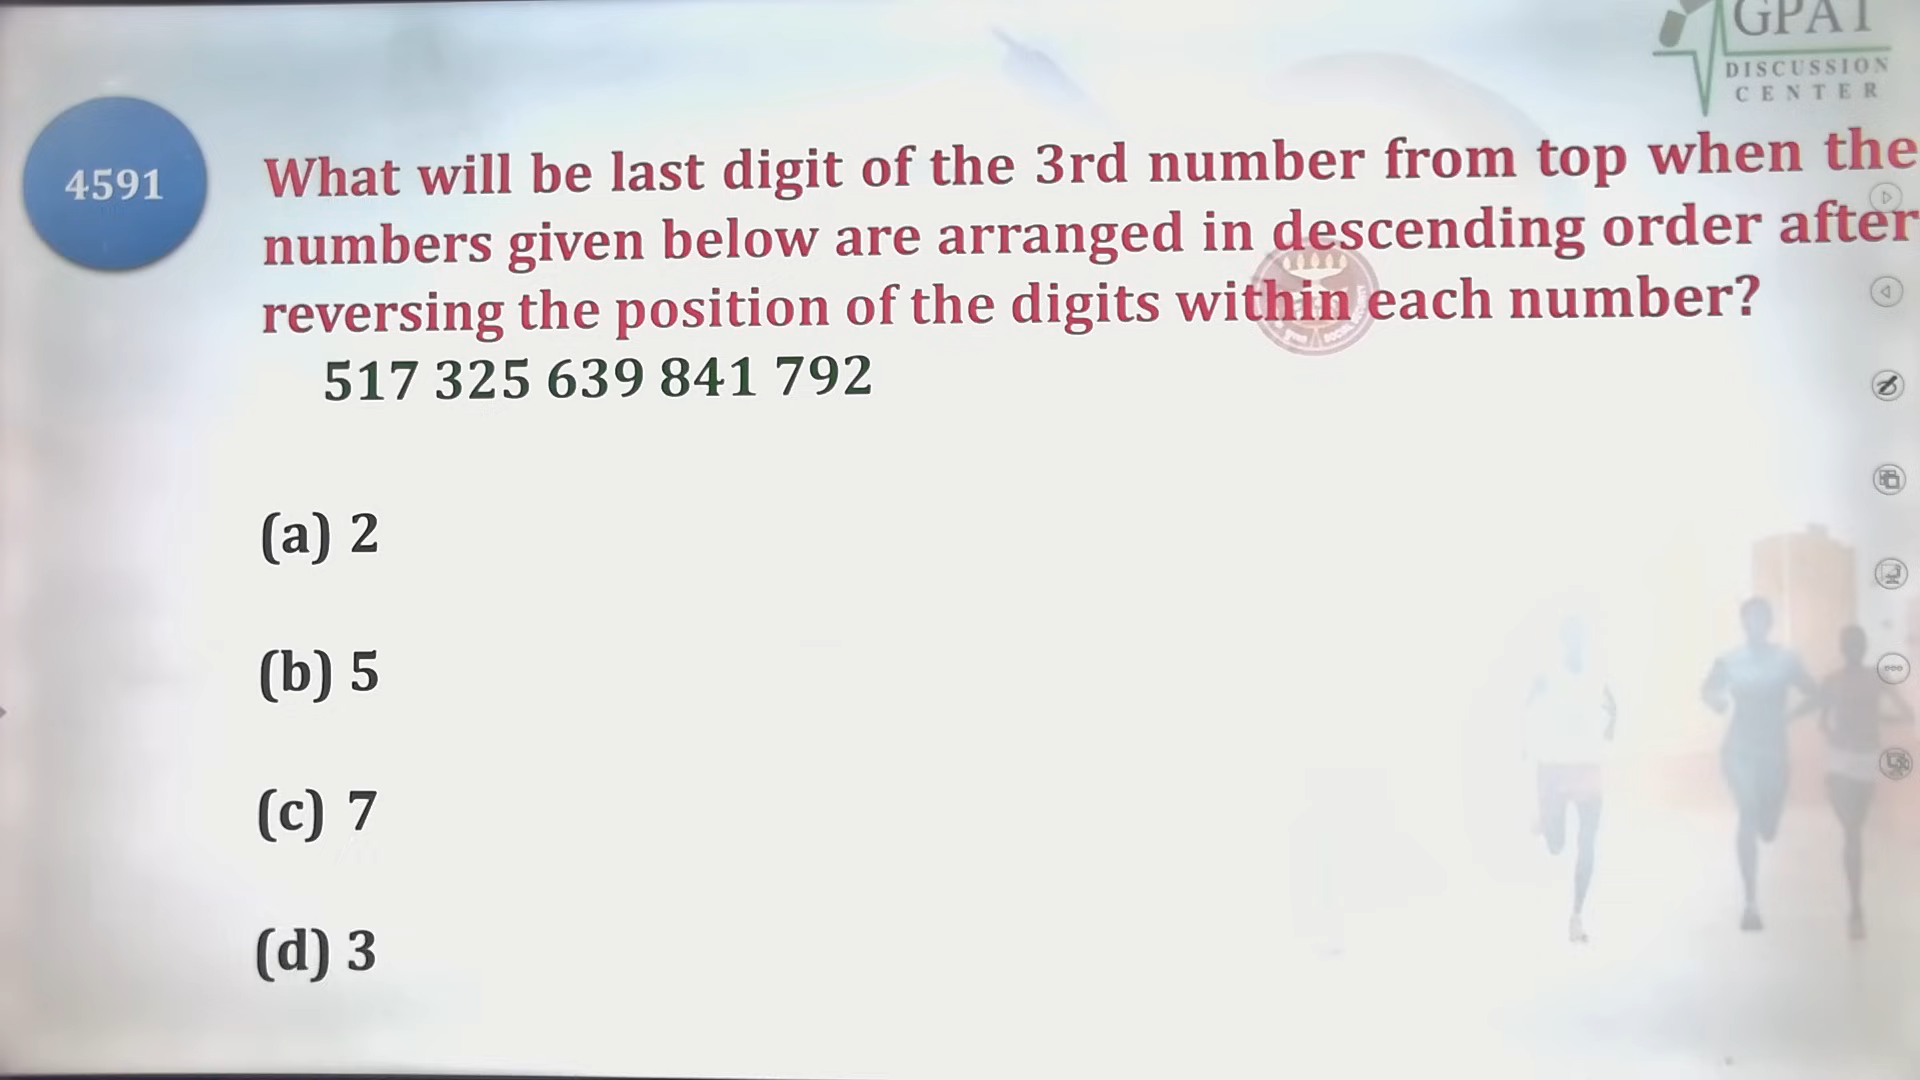 GPAT
DISCUSSION
CENTER
4591
What will be last digit of the 3rd number from top when the
numbers given below are arranged in descending order after
reversing the position of the digits within each number?
517 325 639 841 792
(a) 2
(b) 5
(c) 7
(d) 3